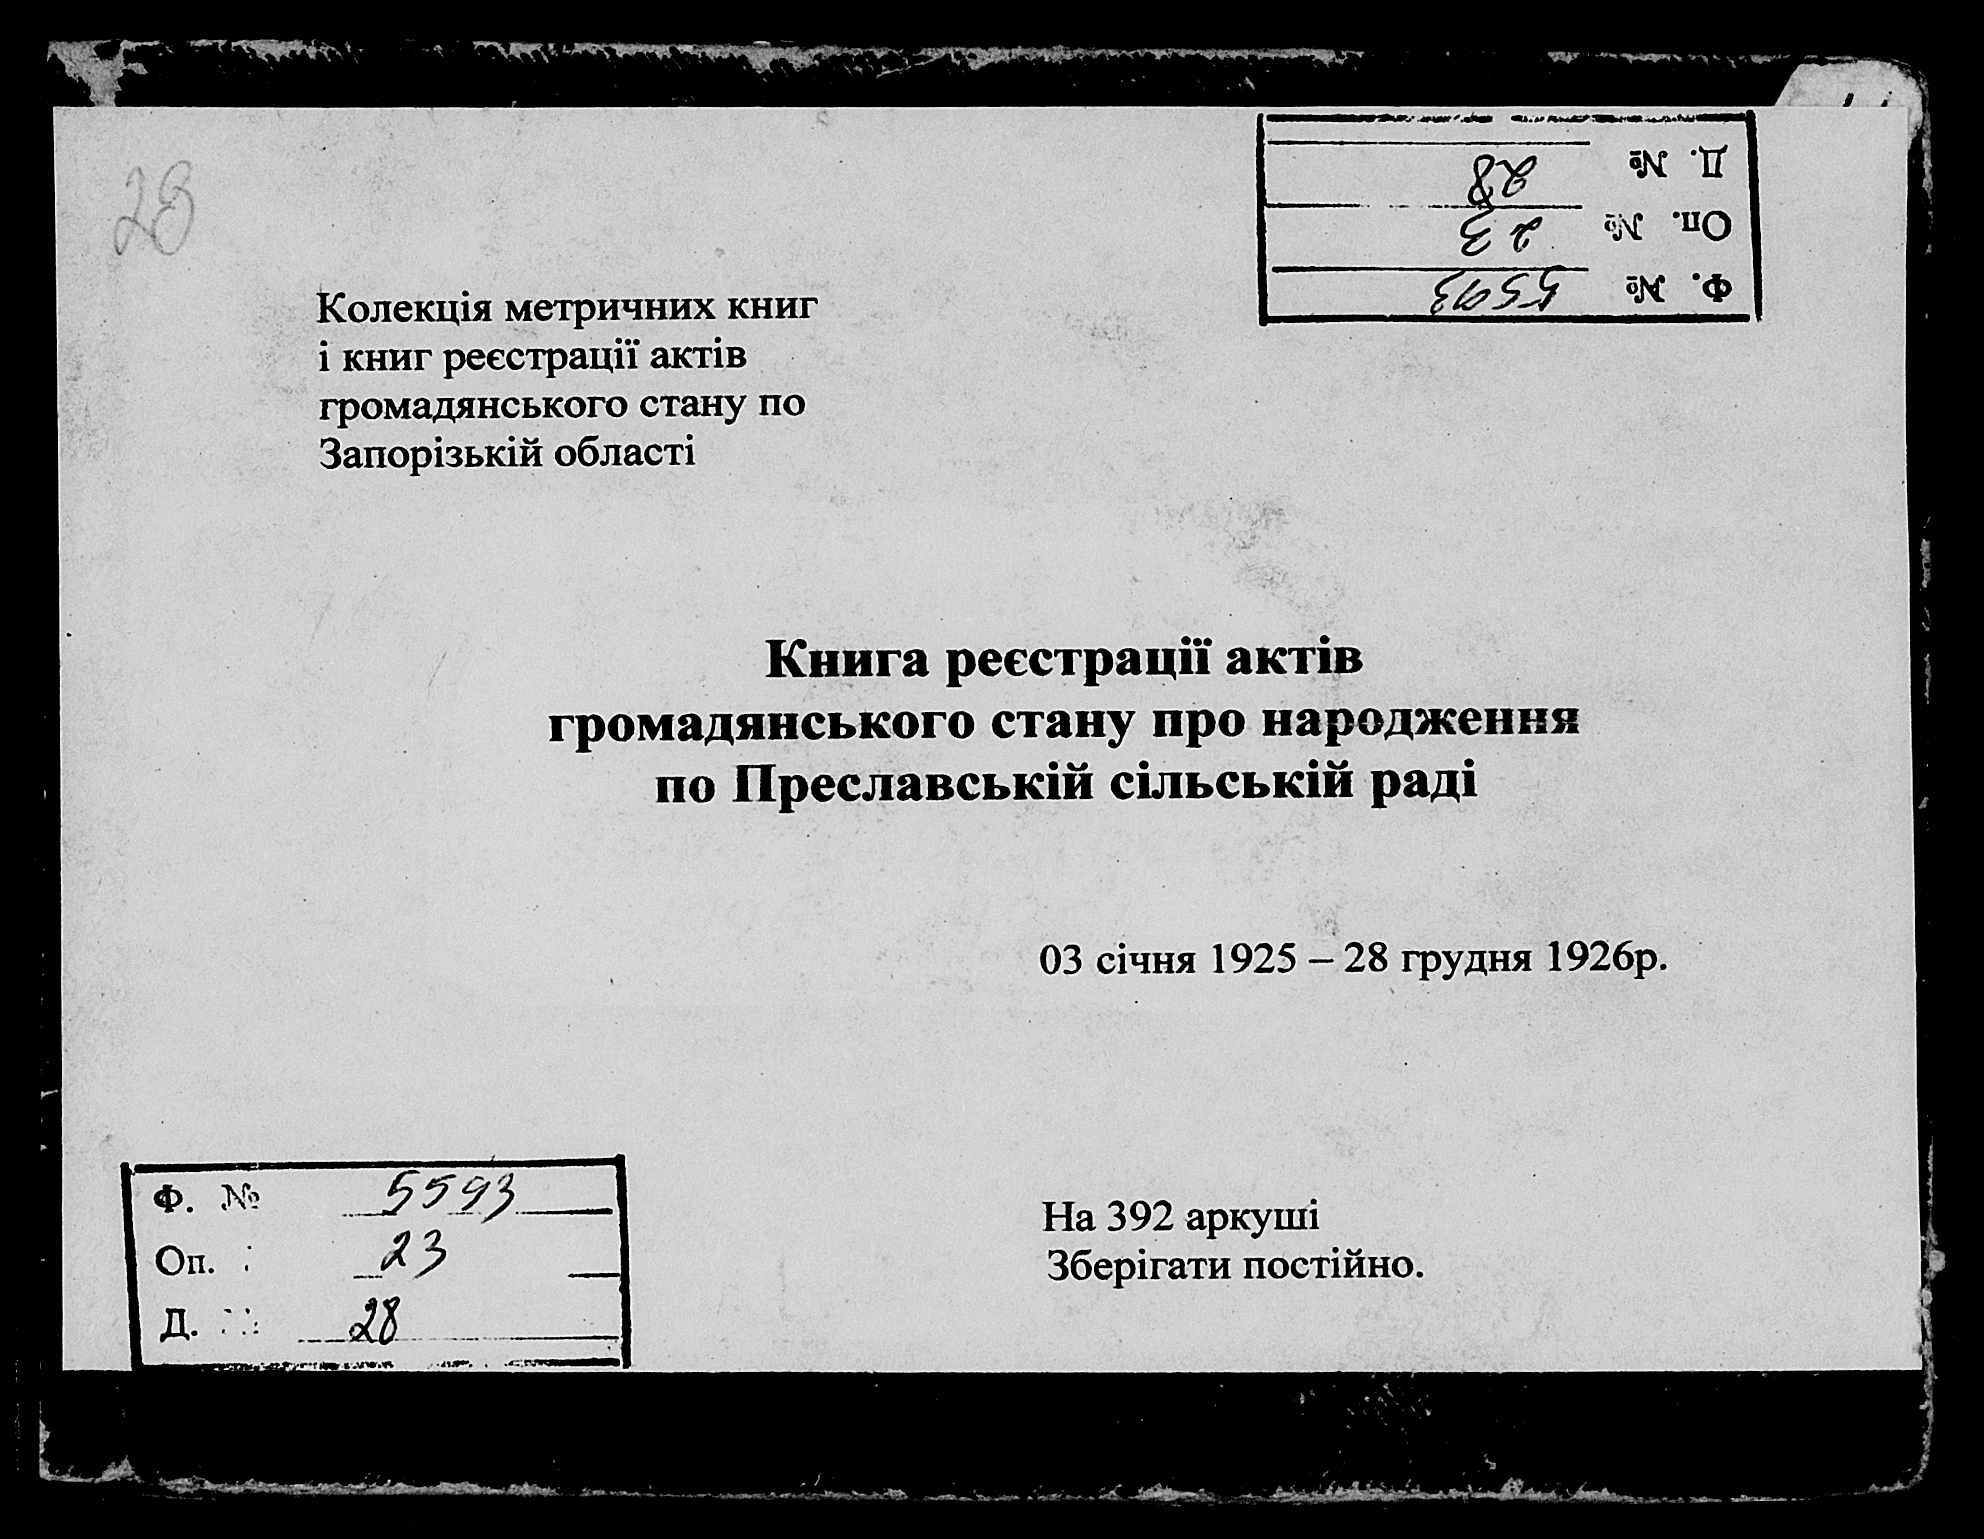 28
Д. № 28
Оп. № 23
Ф. № 5593
Колекція метричних книг
і книг реєстрації актів
громадянського стану по
Запорізькій області
Книга реєстрації актів
громадянського стану про народження
по Преславській сільській раді
03 січня 1925 – 28 грудня 1926р.
Ф. № 5593
Оп. 23
Д. 28
На 392 аркуші
Зберігати постійно.